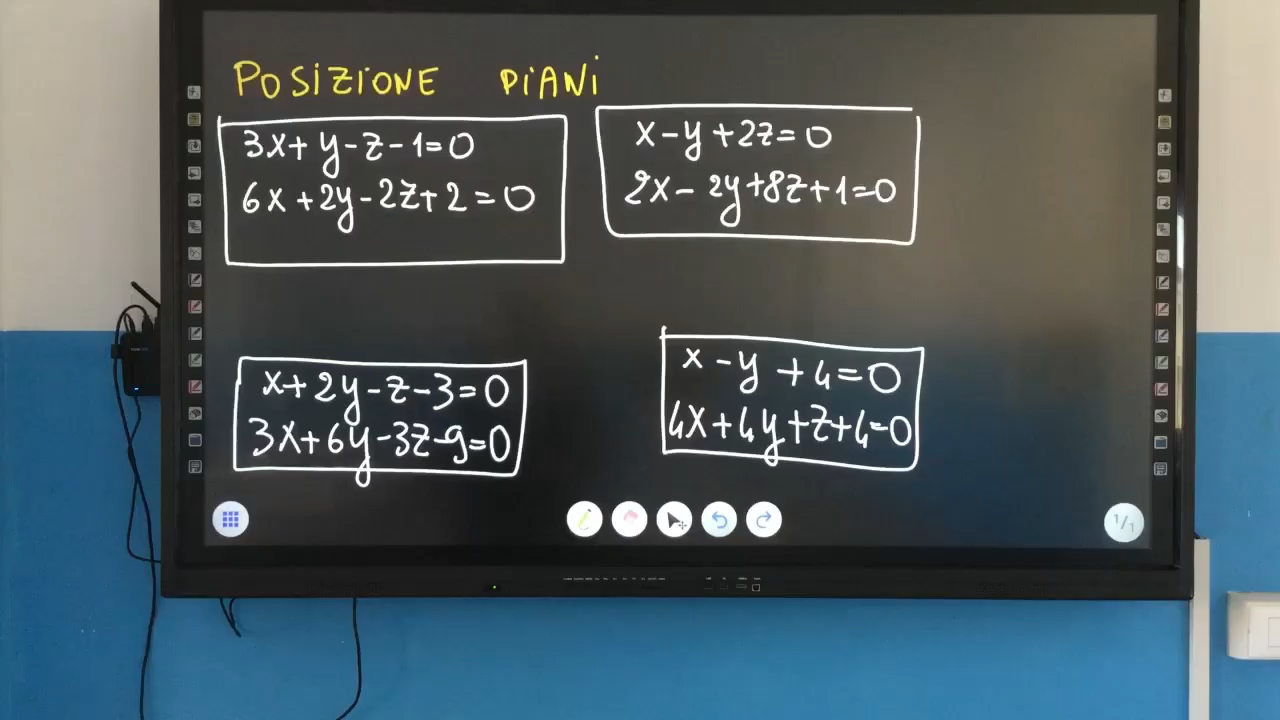 POSIZIONE PIANI
3x+y-z-1=0
6x+2y-2z+2=0
x-y+2z=0
2x-2y+8z+1=0
x+2y-z-3=0
3x+6y-3z-9=0
x-y+4=0
4x+4y+z+4=0
1/1